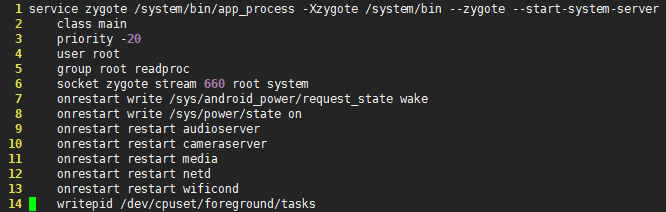 1 service zygote /system/bin/app_process -Xzygote /system/bin --zygote --start-system-server
2     class main
3     priority -20
4     user root
5     group root readproc
6     socket zygote stream 660 root system
7     onrestart write /sys/android_power/request_state wake
8     onrestart write /sys/power/state on
9     onrestart restart audioserver
10     onrestart restart cameraserver
11     onrestart restart media
12     onrestart restart netd
13     onrestart restart wificond
14     writepid /dev/cpuset/foreground/tasks